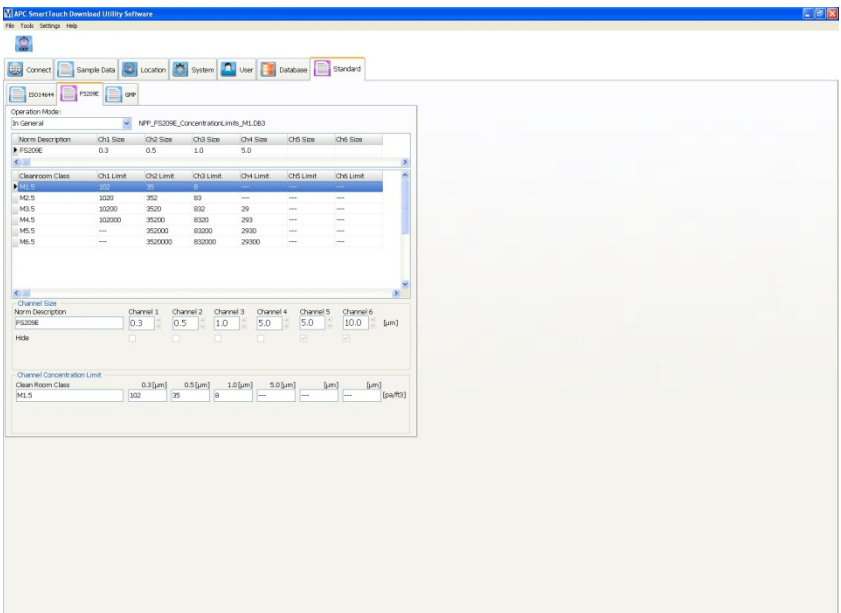 APC SmartTouch Download Utility Software
File Tools Settings Help
EXIT
Connect Sample Data Location System User Database Standard
ISO14644 FS209E GMP
Operation Mode:
In General NPP_FS209E_ConcentrationLimits_M1.DB3
Norm Description Ch1 Size Ch2 Size Ch3 Size Ch4 Size Ch5 Size Ch6 Size
FS209E 0.3 0.5 1.0 5.0
Cleanroom Class Ch1 Limit Ch2 Limit Ch3 Limit Ch4 Limit Ch5 Limit Ch6 Limit
M1.5 102 35 8 --- --- ---
M2.5 1020 352 83 --- --- ---
M3.5 10200 3520 832 29 --- ---
M4.5 102000 35200 8320 293 --- ---
M5.5 --- 352000 83200 2930 --- ---
M6.5 --- 3520000 832000 29300 --- ---
Channel Size
Norm Description Channel 1 Channel 2 Channel 3 Channel 4 Channel 5 Channel 6
FS209E 0.3 0.5 1.0 5.0 5.0 10.0 [µm]
Hide
Channel Concentration Limit
Clean Room Class 0.3 [µm] 0.5 [µm] 1.0 [µm] 5.0 [µm] [µm] [µm]
M1.5 102 35 8 --- --- --- [pa/ft3]